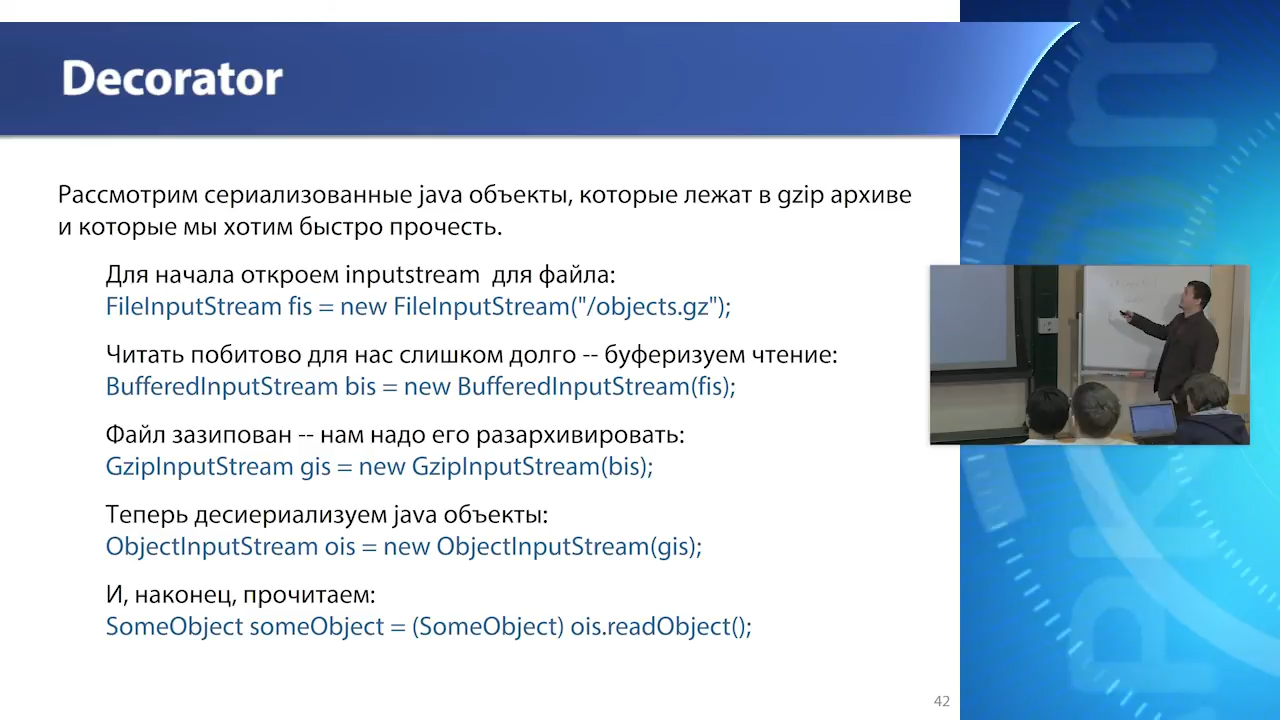 Decorator
Рассмотрим сериализованные java объекты, которые лежат в gzip архиве
и которые мы хотим быстро прочесть.
Для начала откроем inputstream для файла:
FileInputStream fis = new FileInputStream("/objects.gz");
Читать побитово для нас слишком долго -- буферизуем чтение:
BufferedInputStream bis = new BufferedInputStream(fis);
Файл зазипован -- нам надо его разархивировать:
GzipInputStream gis = new GzipInputStream(bis);
Теперь десиериализуем java объекты:
ObjectInputStream ois = new ObjectInputStream(gis);
И, наконец, прочитаем:
SomeObject someObject = (SomeObject) ois.readObject();
42